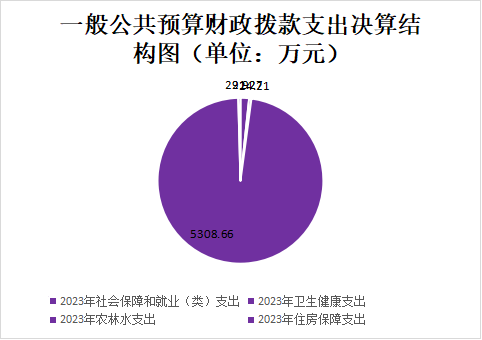 一般公共预算财政拨款支出决算结
构图（单位：万元）
5308.66
2023年社会保障和就业（类）支出
2023年卫生健康支出
2023年农林水支出
2023年住房保障支出